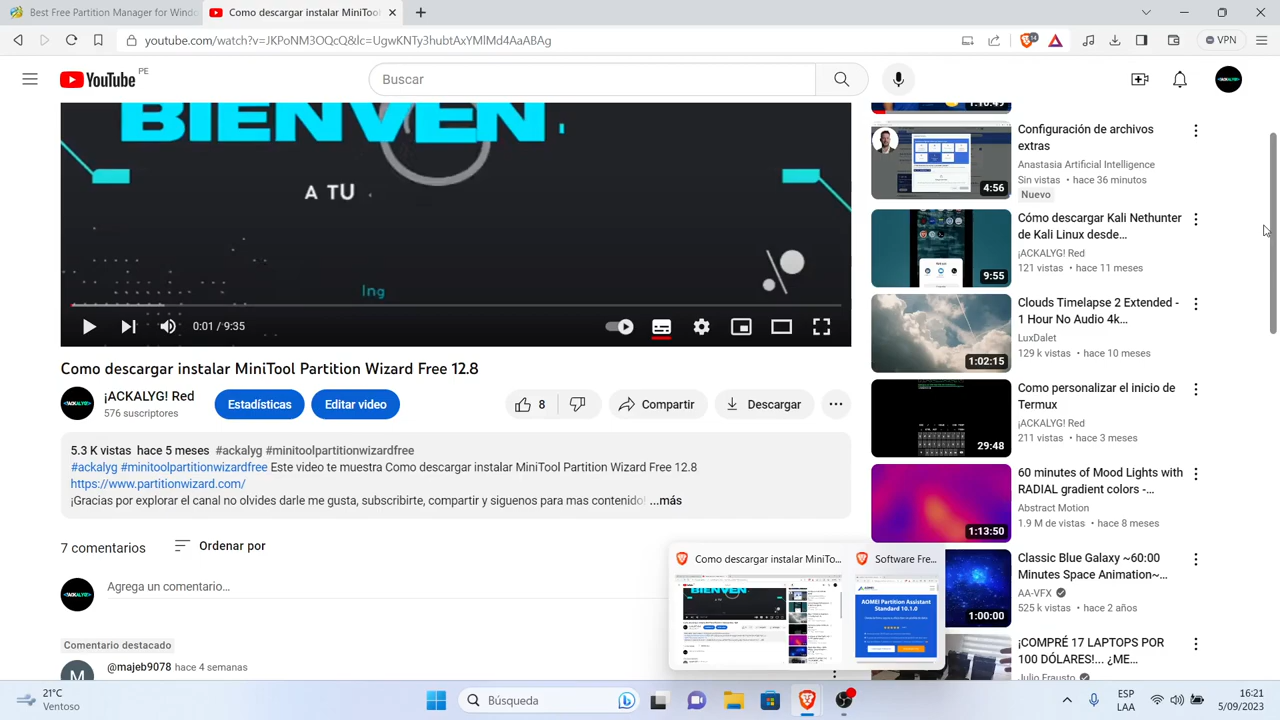 Best Free Partition Manager for Windo
Como descargar instalar MiniTool
youtube.com/watch?v=JKPoNM3OOcQ&lc=UgwKNTy3hubtAxYMlMd4AaABAg
14
VPN
YouTube PE
Buscar
¡ACKALYG!
BIENVEN
A TU
Ing
0:01 / 9:35
Como descargar instalar MiniTool Partition Wizard Free 12.8
¡ACKALYG! Red
576 suscriptores
Estadísticas
Editar video
Compartir
Descargar
#ackalyg #minitoolpartitionwizardfree Este video te muestra Como descargar instalar MiniTool Partition Wizard Free 12.8
https://www.partitionwizard.com/
¡Gracias por explorar el canal no olvides darle me gusta, subscribirte, compartir y síguenos para mas contenido! ...más
7 comentarios
Ordenar por
Agrega un comentario...
Comentario destacado
hace 4 semanas
M
1:10:49
4:56
Configuración de archivos
extras
Anastasia Artificial Intelligence
Sin vistas • hace 36 minutos
Nuevo
9:55
Cómo descargar Kali Nethunter
de Kali Linux desde...
¡ACKALYG! Red
121 vistas • hace 11 meses
1:02:15
Clouds Timelapse 2 Extended -
1 Hour No Audio 4k...
LuxDalet
129 k vistas • hace 10 meses
29:48
Como personalizar el inicio de
Termux
¡ACKALYG! Red
211 vistas • hace 3 meses
1:13:50
60 minutes of Mood Lights with
RADIAL gradient colors -...
Abstract Motion
1.9 M de vistas • hace 8 meses
1:00:00
Classic Blue Galaxy ~60:00
Minutes Space Animation~...
AA-VFX
525 k vistas • hace 2 años
¡COMPRÉ 17 LAPTOPS POR
100 DÓLARES!... ¿ME...
Julio Frausto
Como descargar instalar MiniTo...
Software Fre...
BIENVEN
AOMEI Partition Assistant
Standard 10.1.0
21°C
Ventoso
Búsqueda
ESP
LAA
16:21
5/09/2023